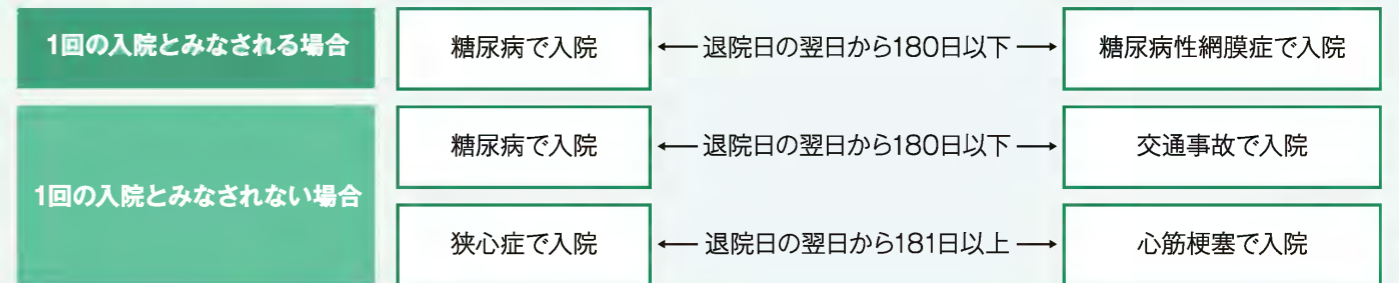 1回の入院とみなされる場合
糖尿病で入院 ←退院日の翌日から180日以下→ 糖尿病性網膜症で入院
1回の入院とみなされない場合
糖尿病で入院 ←退院日の翌日から180日以下→ 交通事故で入院
狭心症で入院 ←退院日の翌日から181日以上→ 心筋梗塞で入院